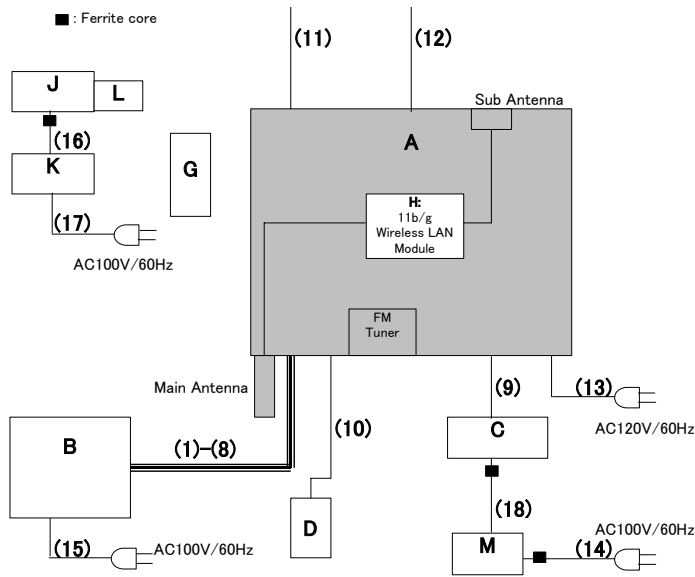 : Ferrite core
(11)
(12)
J
L
Sub Antenna
(16)
A
K
G
H:
11b/g
Wireless LAN
Module
(17)
AC100V/60Hz
FM
Tuner
Main Antenna
(9)
(13)
(10)
AC120V/60Hz
B
(1)-(8)
C
(18)
D
AC100V/60Hz
(15)
AC100V/60Hz
M
(14)